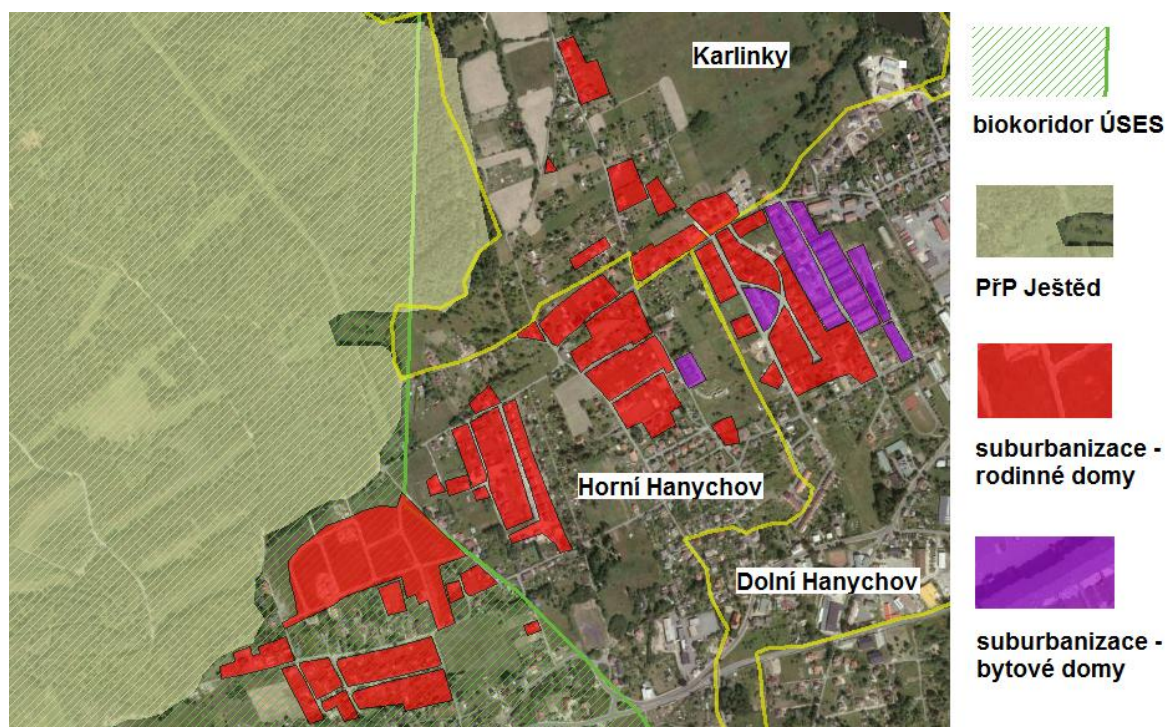 Karlinky
Horní Hanychov
Dolní Hanychov
biokoridor ÚSES
PřP Ještěd
suburbanizace -
rodinné domy
suburbanizace -
bytové domy